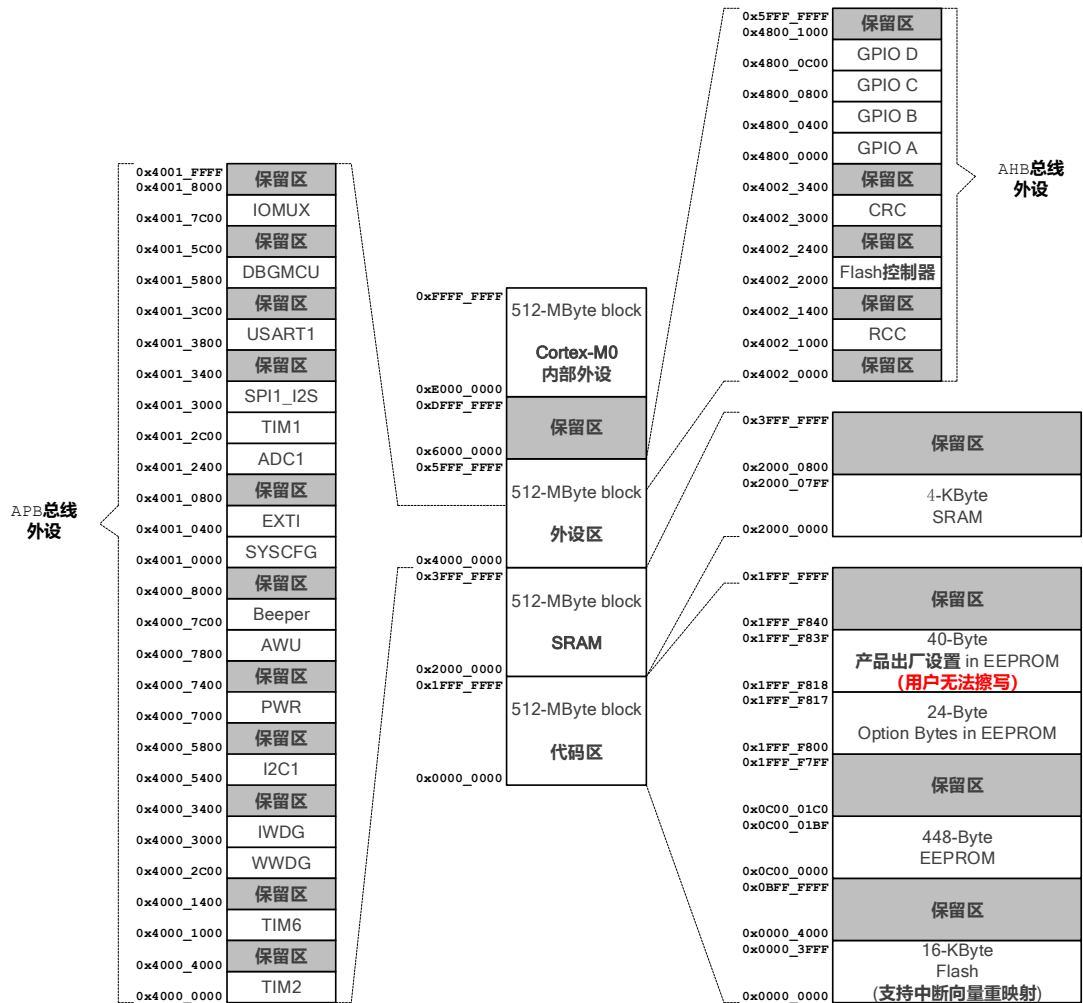 0x4001_FFFF
0x4001_8000
保留区
0x4001_7C00
IOMUX
0x4001_5C00
保留区
0x4001_5800
DBGMCU
0x4001_3C00
保留区
0x4001_3800
USART1
0x4001_3400
保留区
0x4001_3000
SPI1_I2S
0x4001_2C00
TIM1
0x4001_2400
ADC1
0x4001_0800
保留区
0x4001_0400
EXTI
0x4001_0000
SYSCFG
0x4000_8000
保留区
0x4000_7C00
Beeper
0x4000_7800
AWU
0x4000_7400
保留区
0x4000_7000
PWR
0x4000_5800
保留区
0x4000_5400
I2C1
0x4000_3400
保留区
0x4000_3000
IWDG
0x4000_2C00
WWDG
0x4000_1400
保留区
0x4000_1000
TIM6
0x4000_4000
保留区
0x4000_0000
TIM2
APB总线
外设
0xFFFF_FFFF
512-MByte block
Cortex-M0
内部外设
0xE000_0000
0xDFFF_FFFF
保留区
0x6000_0000
0x5FFF_FFFF
512-MByte block
外设区
0x4000_0000
0x3FFF_FFFF
512-MByte block
SRAM
0x2000_0000
0x1FFF_FFFF
512-MByte block
代码区
0x0000_0000
0x5FFF_FFFF
0x4800_1000
保留区
0x4800_0C00
GPIO D
0x4800_0800
GPIO C
0x4800_0400
GPIO B
0x4800_0000
GPIO A
0x4002_3400
保留区
0x4002_3000
CRC
0x4002_2400
保留区
0x4002_2000
Flash控制器
0x4002_1400
保留区
0x4002_1000
RCC
0x4002_0000
保留区
AHB总线
外设
0x3FFF_FFFF
保留区
0x2000_0800
0x2000_07FF
4-KByte
SRAM
0x2000_0000
0x1FFF_FFFF
保留区
0x1FFF_F840
0x1FFF_F83F
40-Byte
产品出厂设置 in EEPROM
(用户无法擦写)
0x1FFF_F818
0x1FFF_F817
24-Byte
Option Bytes in EEPROM
0x1FFF_F800
0x1FFF_F7FF
保留区
0x0C00_01C0
0x0C00_01BF
448-Byte
EEPROM
0x0C00_0000
0x0BFF_FFFF
保留区
0x0000_4000
0x0000_3FFF
16-KByte
Flash
(支持中断向量重映射)
0x0000_0000